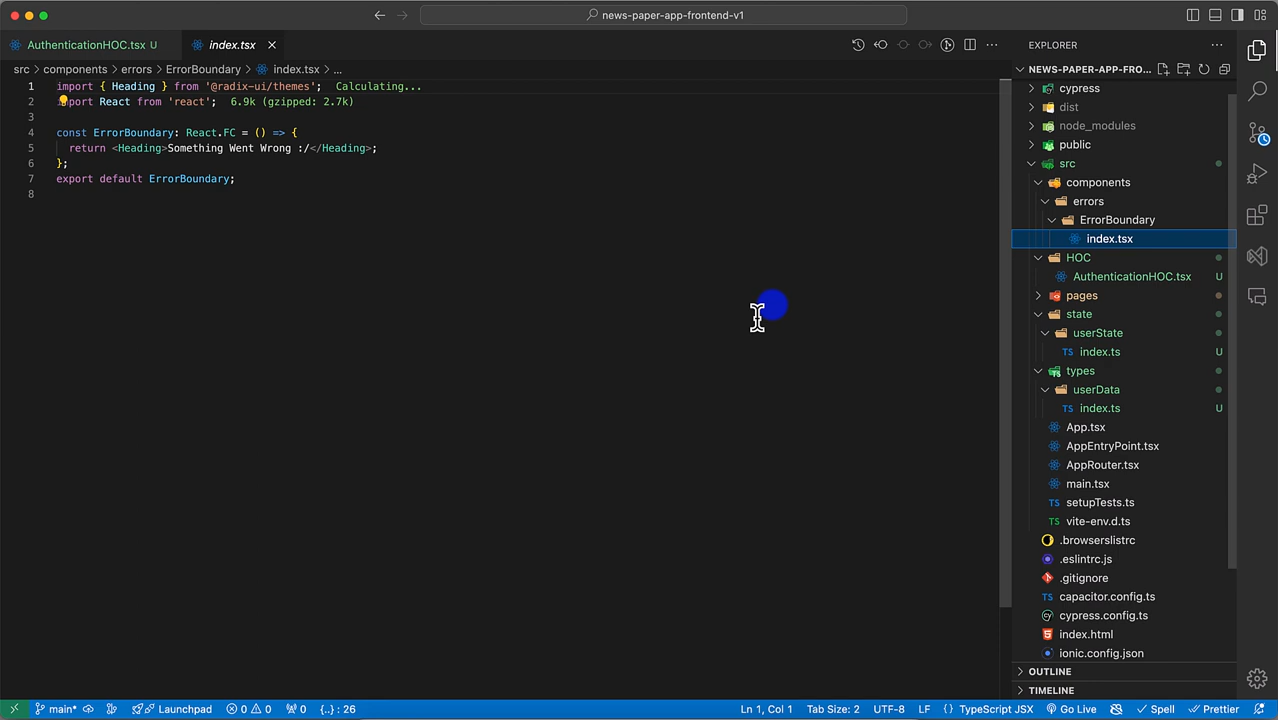 news-paper-app-frontend-v1
AuthenticationHOC.tsx U
index.tsx
src > components > errors > ErrorBoundary > index.tsx > ...
1 import { Heading } from '@radix-ui/themes'; Calculating...
2 import React from 'react'; 6.9k (gzipped: 2.7k)
3
4 const ErrorBoundary: React.FC = () => {
5 return <Heading>Something Went Wrong :/</Heading>;
6 };
7 export default ErrorBoundary;
8
EXPLORER
NEWS-PAPER-APP-FRO...
cypress
dist
node_modules
public
src
components
errors
ErrorBoundary
index.tsx
HOC
AuthenticationHOC.tsx U
pages
state
userState
TS index.ts U
types
userData
TS index.ts U
App.tsx
AppEntryPoint.tsx
AppRouter.tsx
main.tsx
setupTests.ts
TS vite-env.d.ts
.browserslistrc
.eslintrc.js
.gitignore
TS capacitor.config.ts
cypress.config.ts
index.html
ionic.config.json
OUTLINE
TIMELINE
main* Launchpad 0 0 0 {..} : 26 Ln 1, Col 1 Tab Size: 2 UTF-8 LF {} TypeScript JSX Go Live Spell Prettier